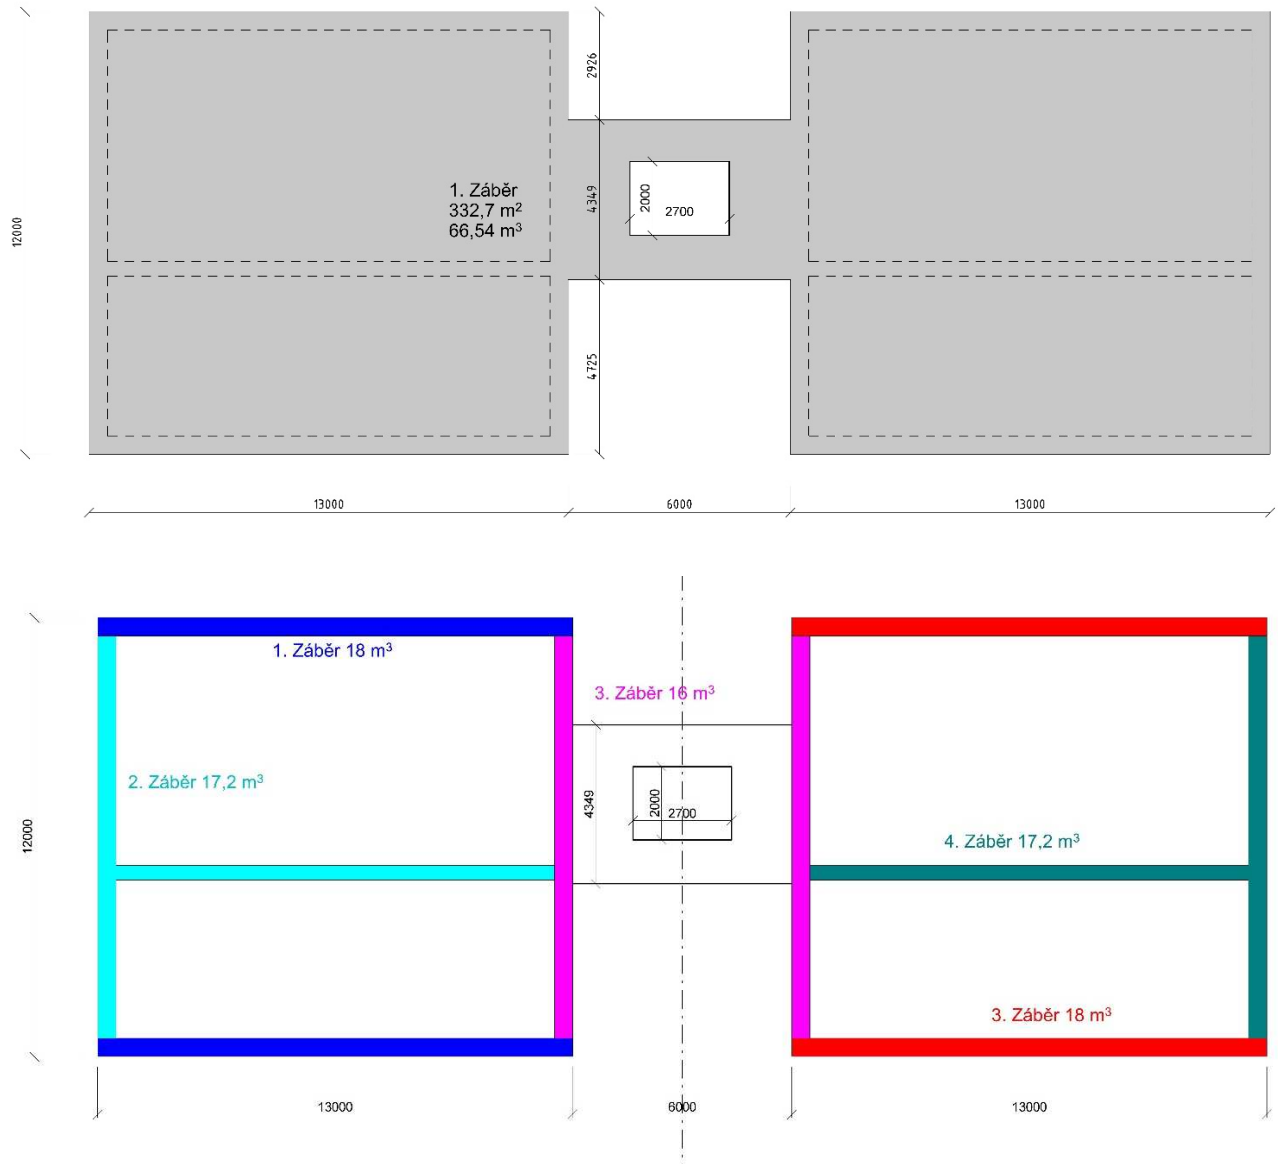 2926
1. Záběr
332,7 m²
66,54 m³
4349
2000
2700
12000
4725
13000
6000
13000
1. Záběr 18 m³
3. Záběr 16 m³
2. Záběr 17,2 m³
4349
2000
2700
12000
4. Záběr 17,2 m³
3. Záběr 18 m³
13000
6000
13000